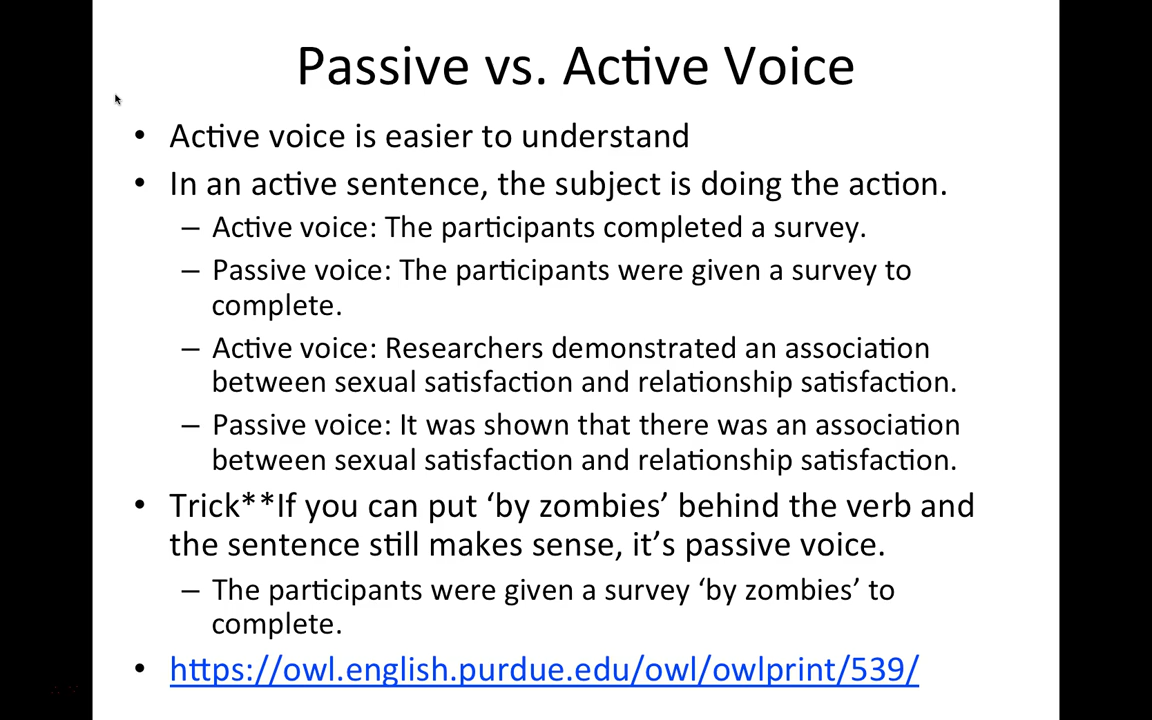 Passive vs. Active Voice
• Active voice is easier to understand
• In an active sentence, the subject is doing the action.
– Active voice: The participants completed a survey.
– Passive voice: The participants were given a survey to
complete.
– Active voice: Researchers demonstrated an association
between sexual satisfaction and relationship satisfaction.
– Passive voice: It was shown that there was an association
between sexual satisfaction and relationship satisfaction.
• Trick**If you can put ‘by zombies’ behind the verb and
the sentence still makes sense, it’s passive voice.
– The participants were given a survey ‘by zombies’ to
complete.
• https://owl.english.purdue.edu/owl/owlprint/539/